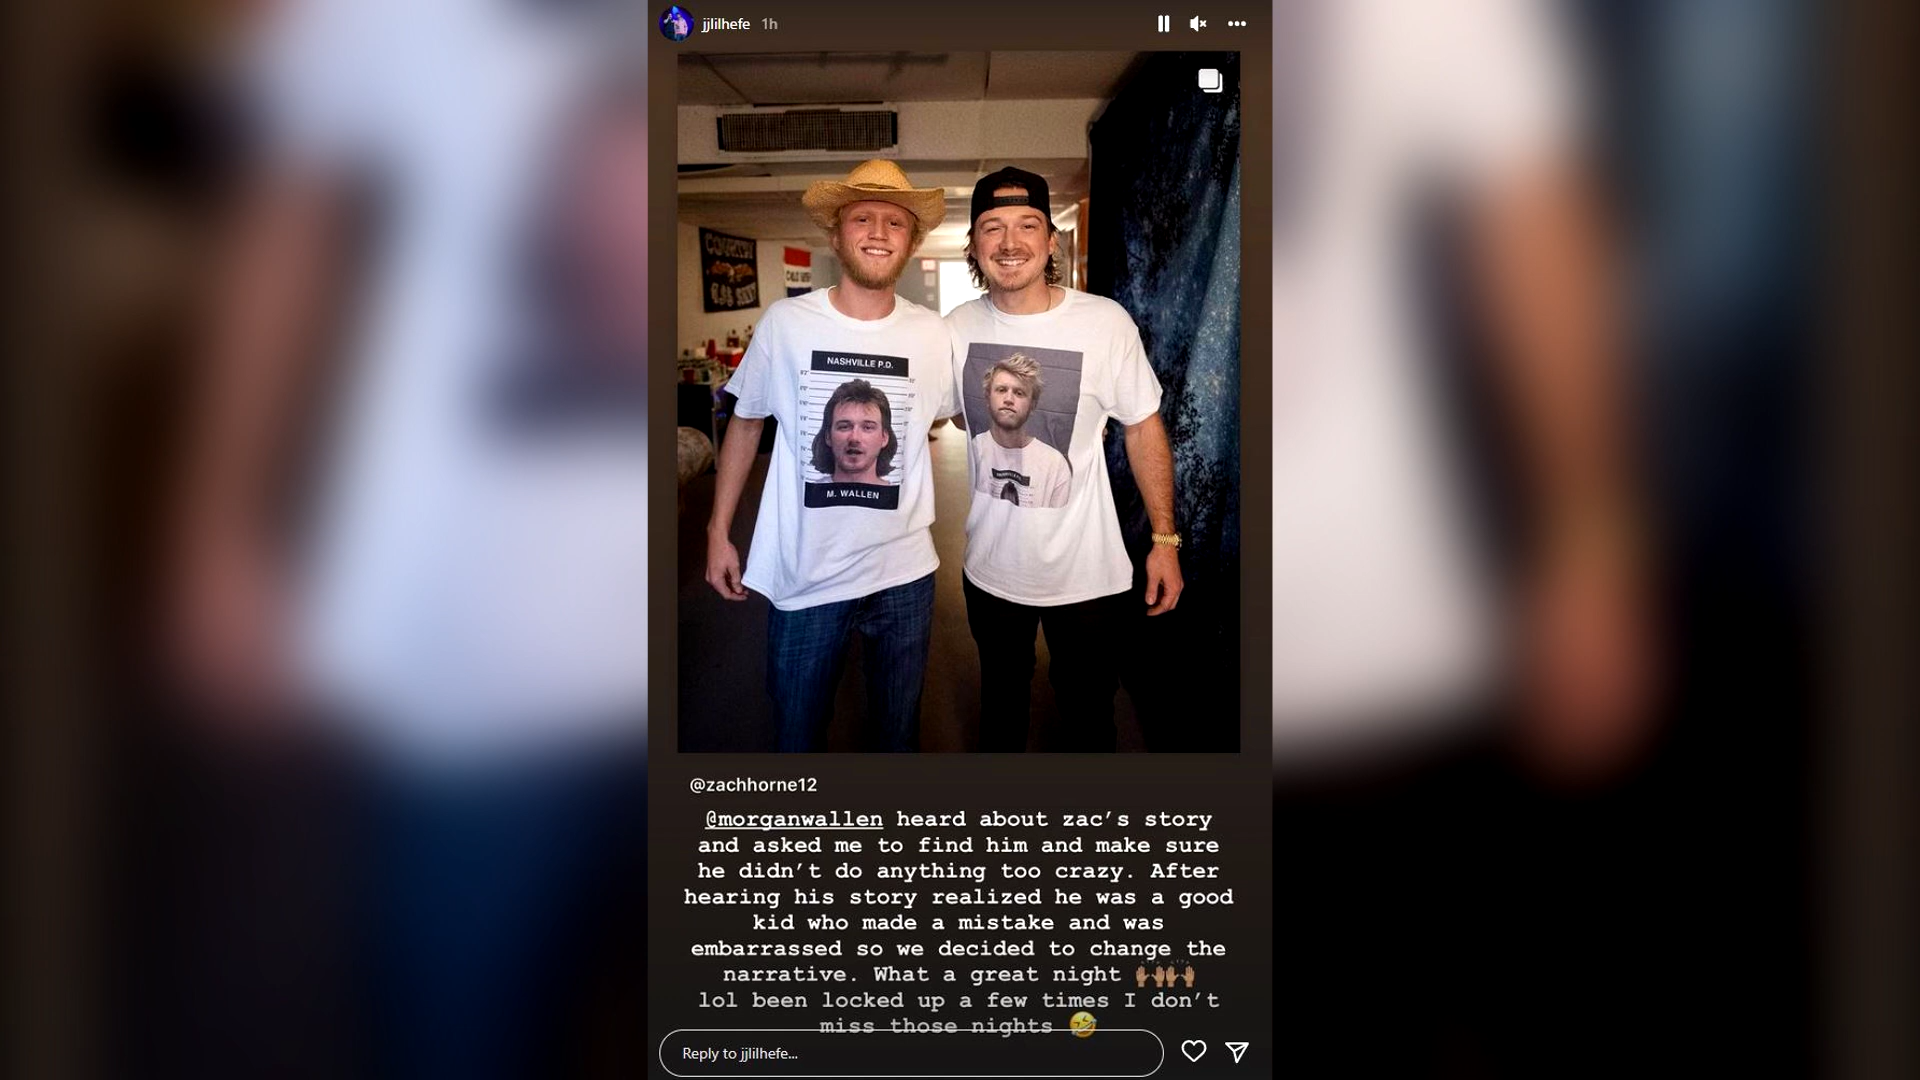 jjlilhefe 1h
COUNTRY
NASHVILLE P.D.
M. WALLEN
@zachhorne12
@morganwallen heard about zac’s story
and asked me to find him and make sure
he didn’t do anything too crazy. After
hearing his story realized he was a good
kid who made a mistake and was
embarrassed so we decided to change the
narrative. What a great night 🙌🏽🙌🏽
lol been locked up a few times I don’t
miss those nights 🤣
Reply to jjlilhefe...